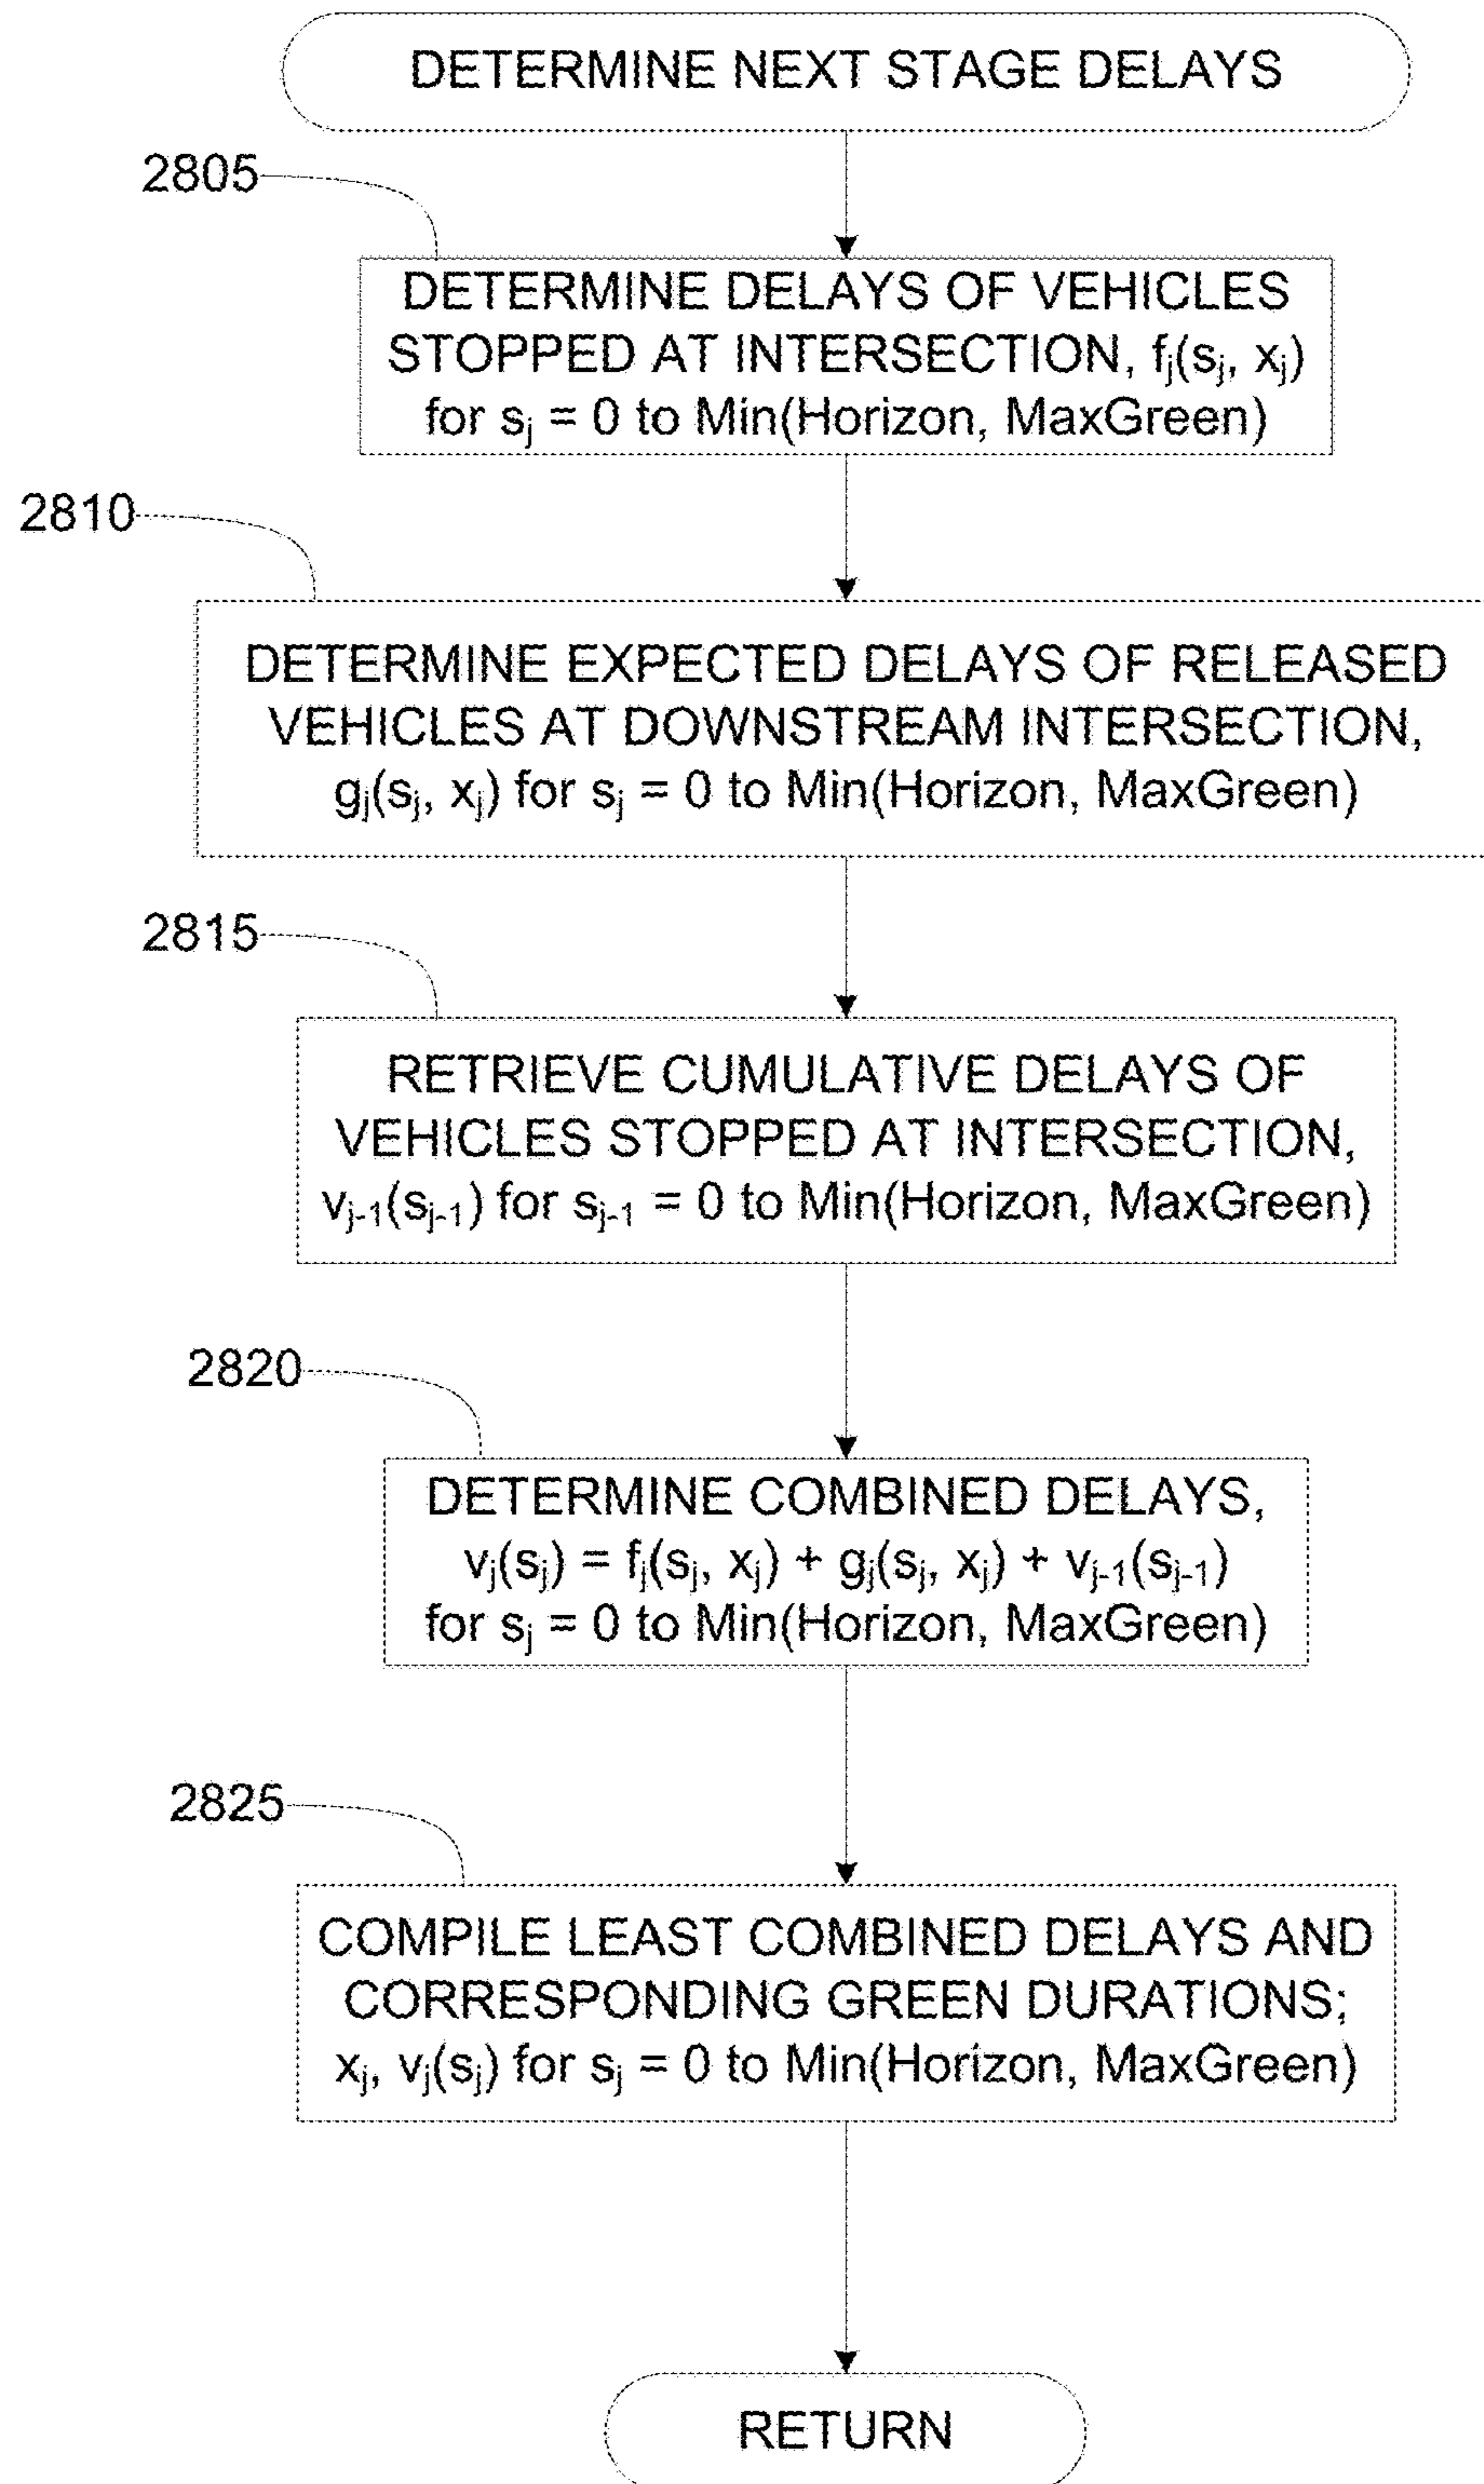 DETERMINE NEXT STAGE DELAYS
2805
DETERMINE DELAYS OF VEHICLES
STOPPED AT INTERSECTION, fj(sj, xj)
for sj = 0 to Min(Horizon, MaxGreen)
2810
DETERMINE EXPECTED DELAYS OF RELEASED
VEHICLES AT DOWNSTREAM INTERSECTION,
gj(sj, xj) for sj = 0 to Min(Horizon, MaxGreen)
2815
RETRIEVE CUMULATIVE DELAYS OF
VEHICLES STOPPED AT INTERSECTION,
vj-1(sj-1) for sj-1 = 0 to Min(Horizon, MaxGreen)
2820
DETERMINE COMBINED DELAYS,
vj(sj) = fj(sj, xj) + gj(sj, xj) + vj-1(sj-1)
for sj = 0 to Min(Horizon, MaxGreen)
2825
COMPILE LEAST COMBINED DELAYS AND
CORRESPONDING GREEN DURATIONS;
xj, vj(sj) for sj = 0 to Min(Horizon, MaxGreen)
RETURN